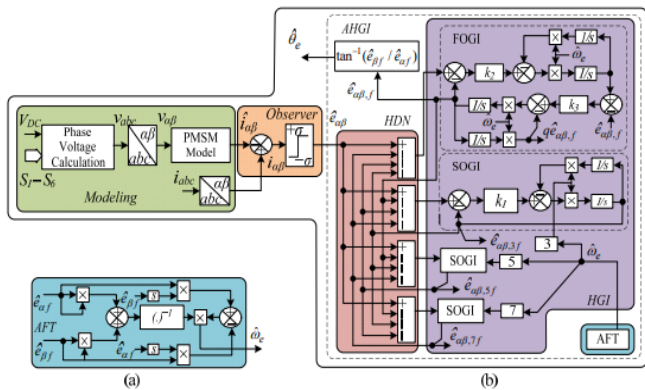 AHGI
θ̂e
tan⁻¹(êβf / êαf)
êαβ,f
FOGI
k2
1/s
1/s
ω̂e
1/s
k3
1/s
ωe
qêαβ,f
êαβ,f
Observer
êαβ
HDN
VDC
Phase
Voltage
Calculation
vabc
αβ
abc
vαβ
PMSM
Model
îαβ
+σ
-σ
iαβ
S1-S6
iabc
αβ
abc
Modeling
SOGI
k1
1/s
1/s
êαβ,3f
3
ω̂e
SOGI
5
êαβ,5f
SOGI
7
êαβ,7f
HGI
AFT
êαf
êβf
s
(.)⁻¹
êβf
êαf
s
ω̂e
AFT
(a)
(b)